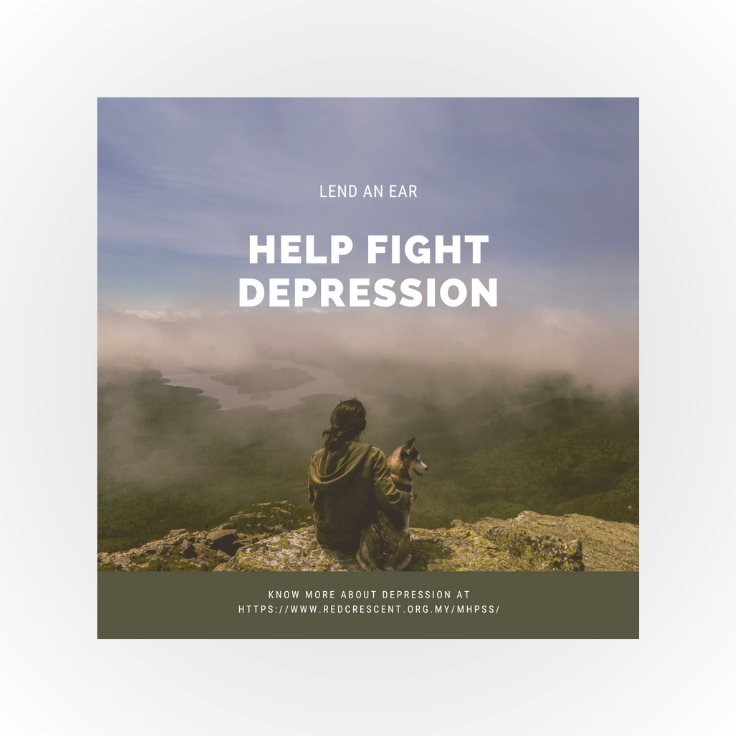 LEND AN EAR
HELP FIGHT
DEPRESSION
KNOW MORE ABOUT DEPRESSION AT
HTTPS://WWW.REDCRESCENT.ORG.MY/MHPSS/